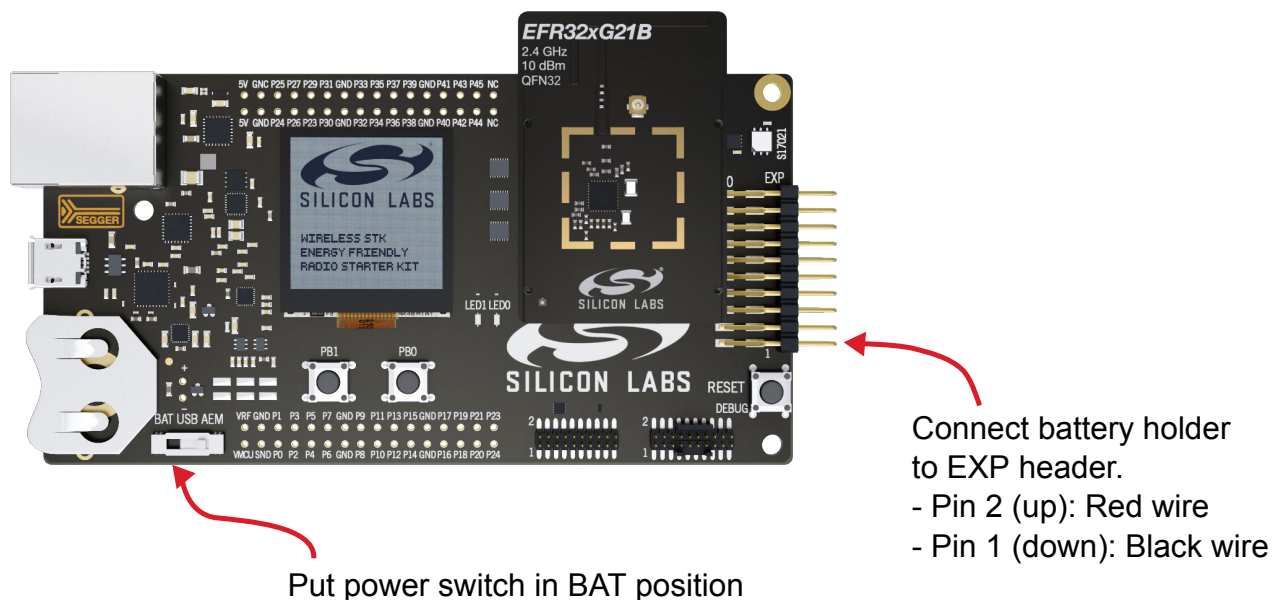 EFR32xG21B
2.4 GHz
10 dBm
QFN32
5V GNC P25 P27 P29 P31 GND P33 P35 P37 P39 GND P41 P43 P45 NC
5V GND P24 P26 P23 P30 GND P32 P34 P36 P38 GND P40 P42 P44 NC
S17021
0 EXP
SEGGER
SILICON LABS
WIRELESS STK
ENERGY FRIENDLY
RADIO STARTER KIT
SILICON LABS
LED1 LED0
1
PB1 PB0
SILICON LABS
RESET
DEBUG
+
-
BAT USB AEM
VRF GND P1 P3 P5 P7 GND P9 P11 P13 P15 GND P17 P19 P21 P23
VMCU SND P0 P2 P4 P6 GND P8 P10 P12 P14 GND P16 P18 P20 P24
2
1
2
1
Connect battery holder
to EXP header.
- Pin 2 (up): Red wire
- Pin 1 (down): Black wire
Put power switch in BAT position